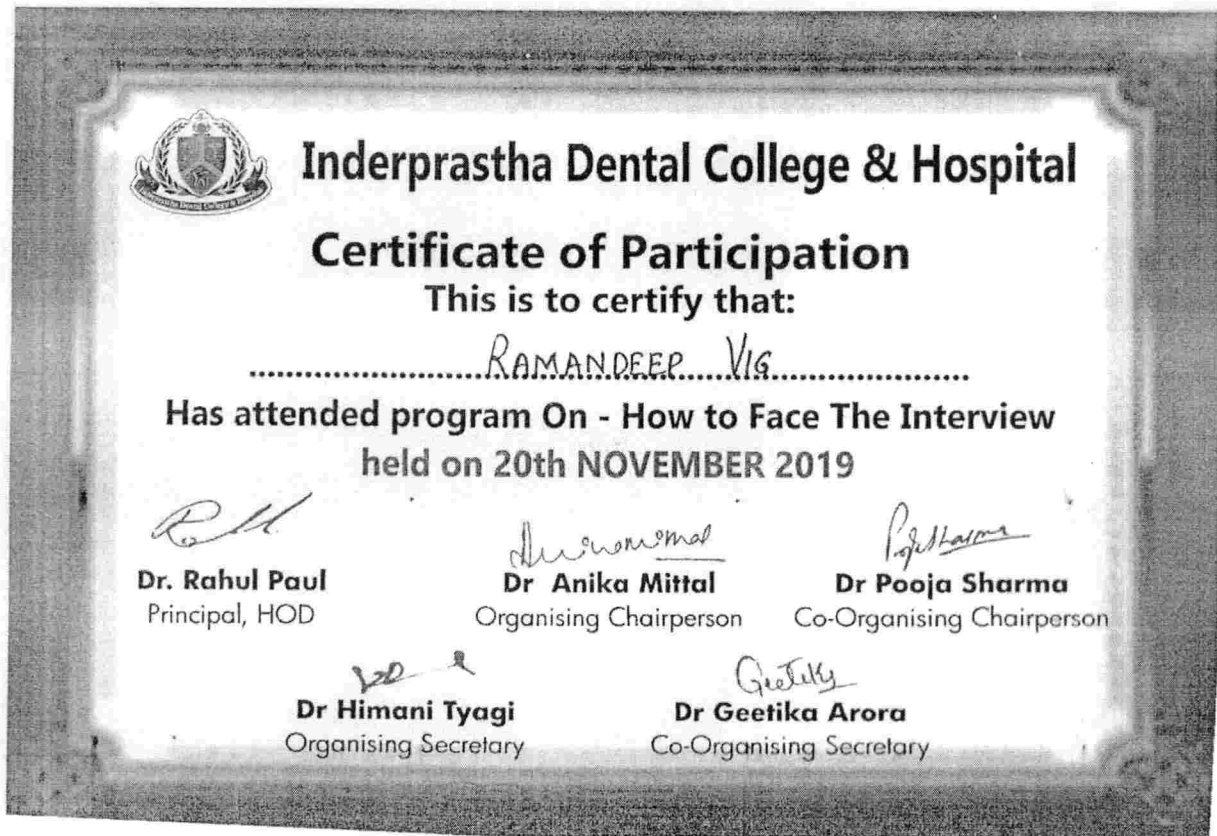 Inderprastha Dental College & Hospital
Certificate of Participation
This is to certify that:
RAMANDEEP VIG
Has attended program On - How to Face The Interview
held on 20th NOVEMBER 2019
Dr. Rahul Paul
Principal, HOD
Dr Anika Mittal
Organising Chairperson
Dr Pooja Sharma
Co-Organising Chairperson
Dr Himani Tyagi
Organising Secretary
Geetika
Dr Geetika Arora
Co-Organising Secretary